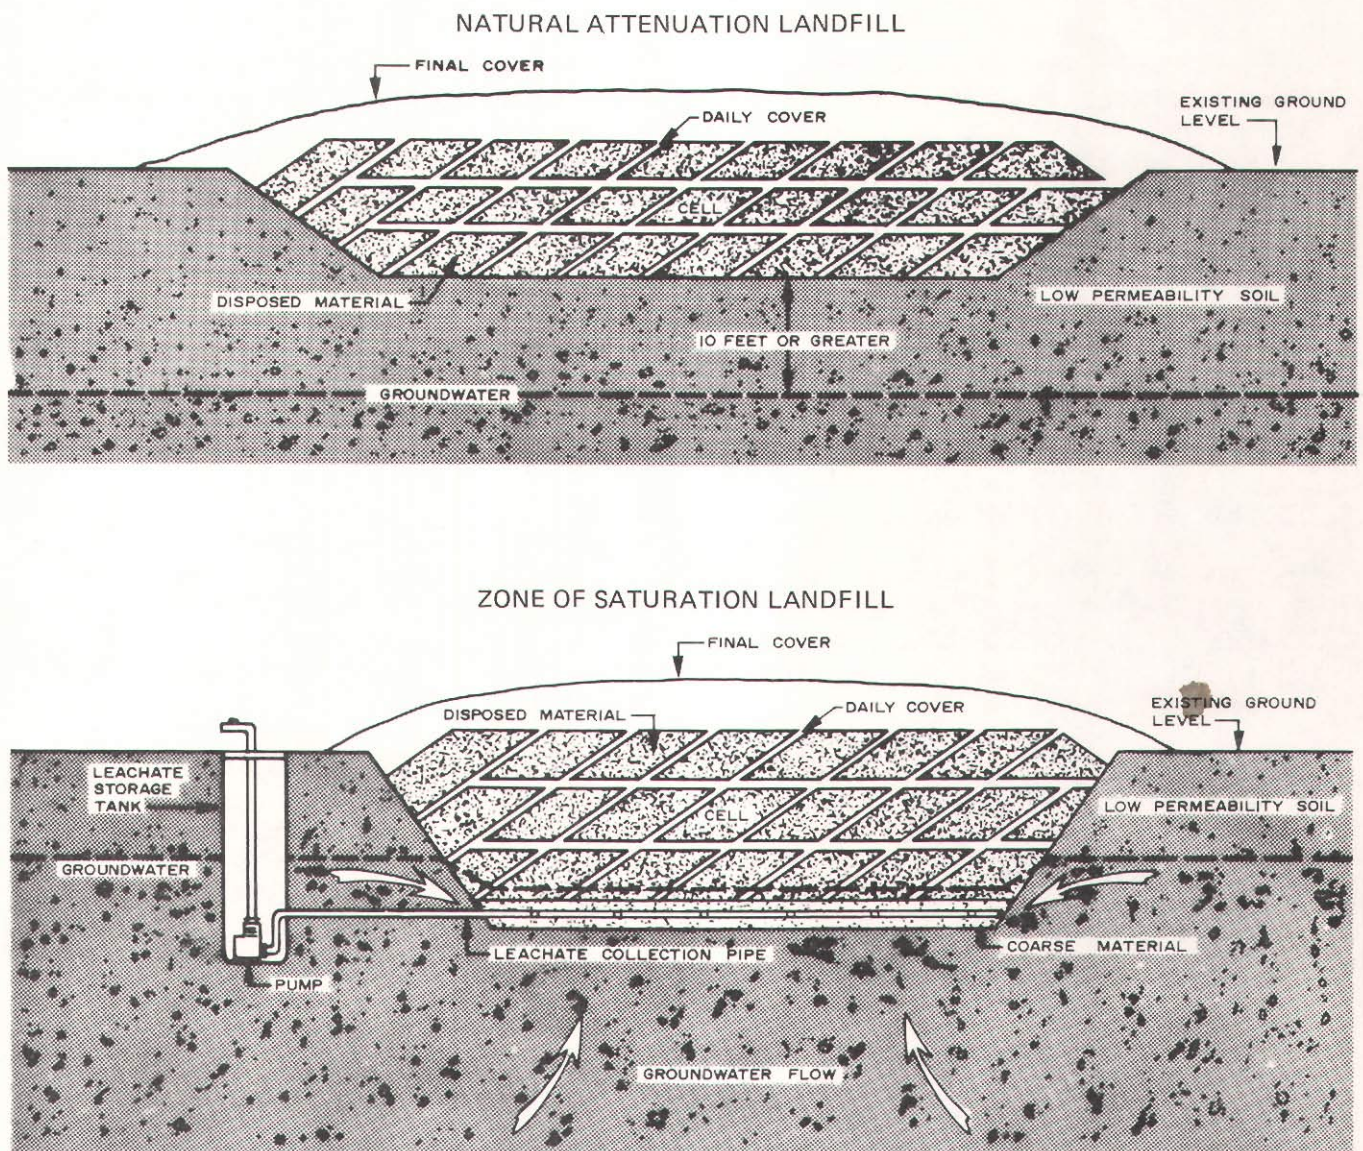 NATURAL ATTENUATION LANDFILL
FINAL COVER
EXISTING GROUND
LEVEL
DAILY COVER
CELL
DISPOSED MATERIAL
LOW PERMEABILITY SOIL
10 FEET OR GREATER
GROUNDWATER
ZONE OF SATURATION LANDFILL
FINAL COVER
DISPOSED MATERIAL
DAILY COVER
EXISTING GROUND
LEVEL
LEACHATE
STORAGE
TANK
CELL
LOW PERMEABILITY SOIL
GROUNDWATER
LEACHATE COLLECTION PIPE
COARSE MATERIAL
PUMP
GROUNDWATER FLOW